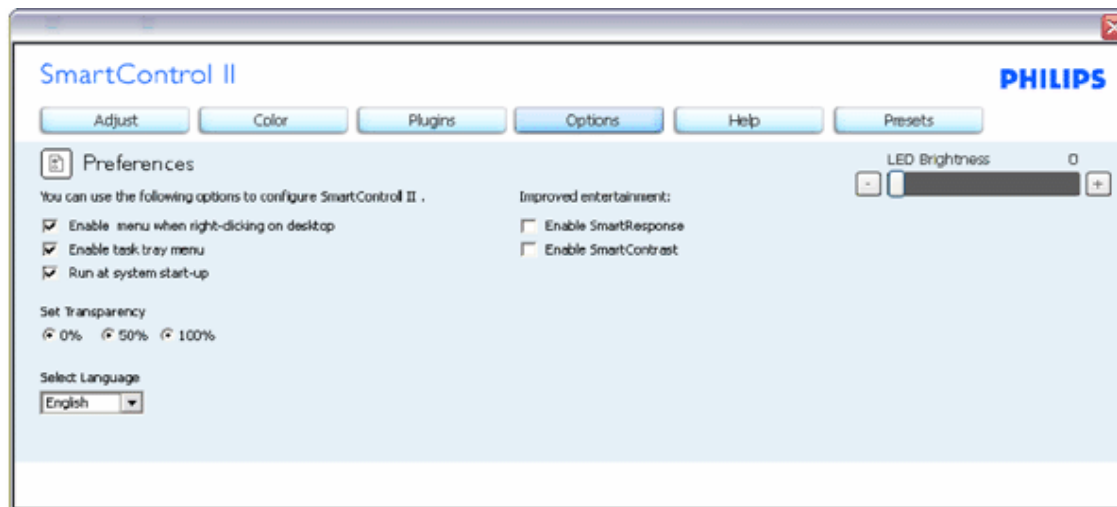 SmartControl II
PHILIPS
Adjust Color Plugins Options Help Presets
Preferences
LED Brightness 0
- +
You can use the following options to configure SmartControl II .
Improved entertainment:
Enable menu when right-clicking on desktop
Enable SmartResponse
Enable task tray menu
Enable SmartContrast
Run at system start-up
Set Transparency
0% 50% 100%
Select Language
English